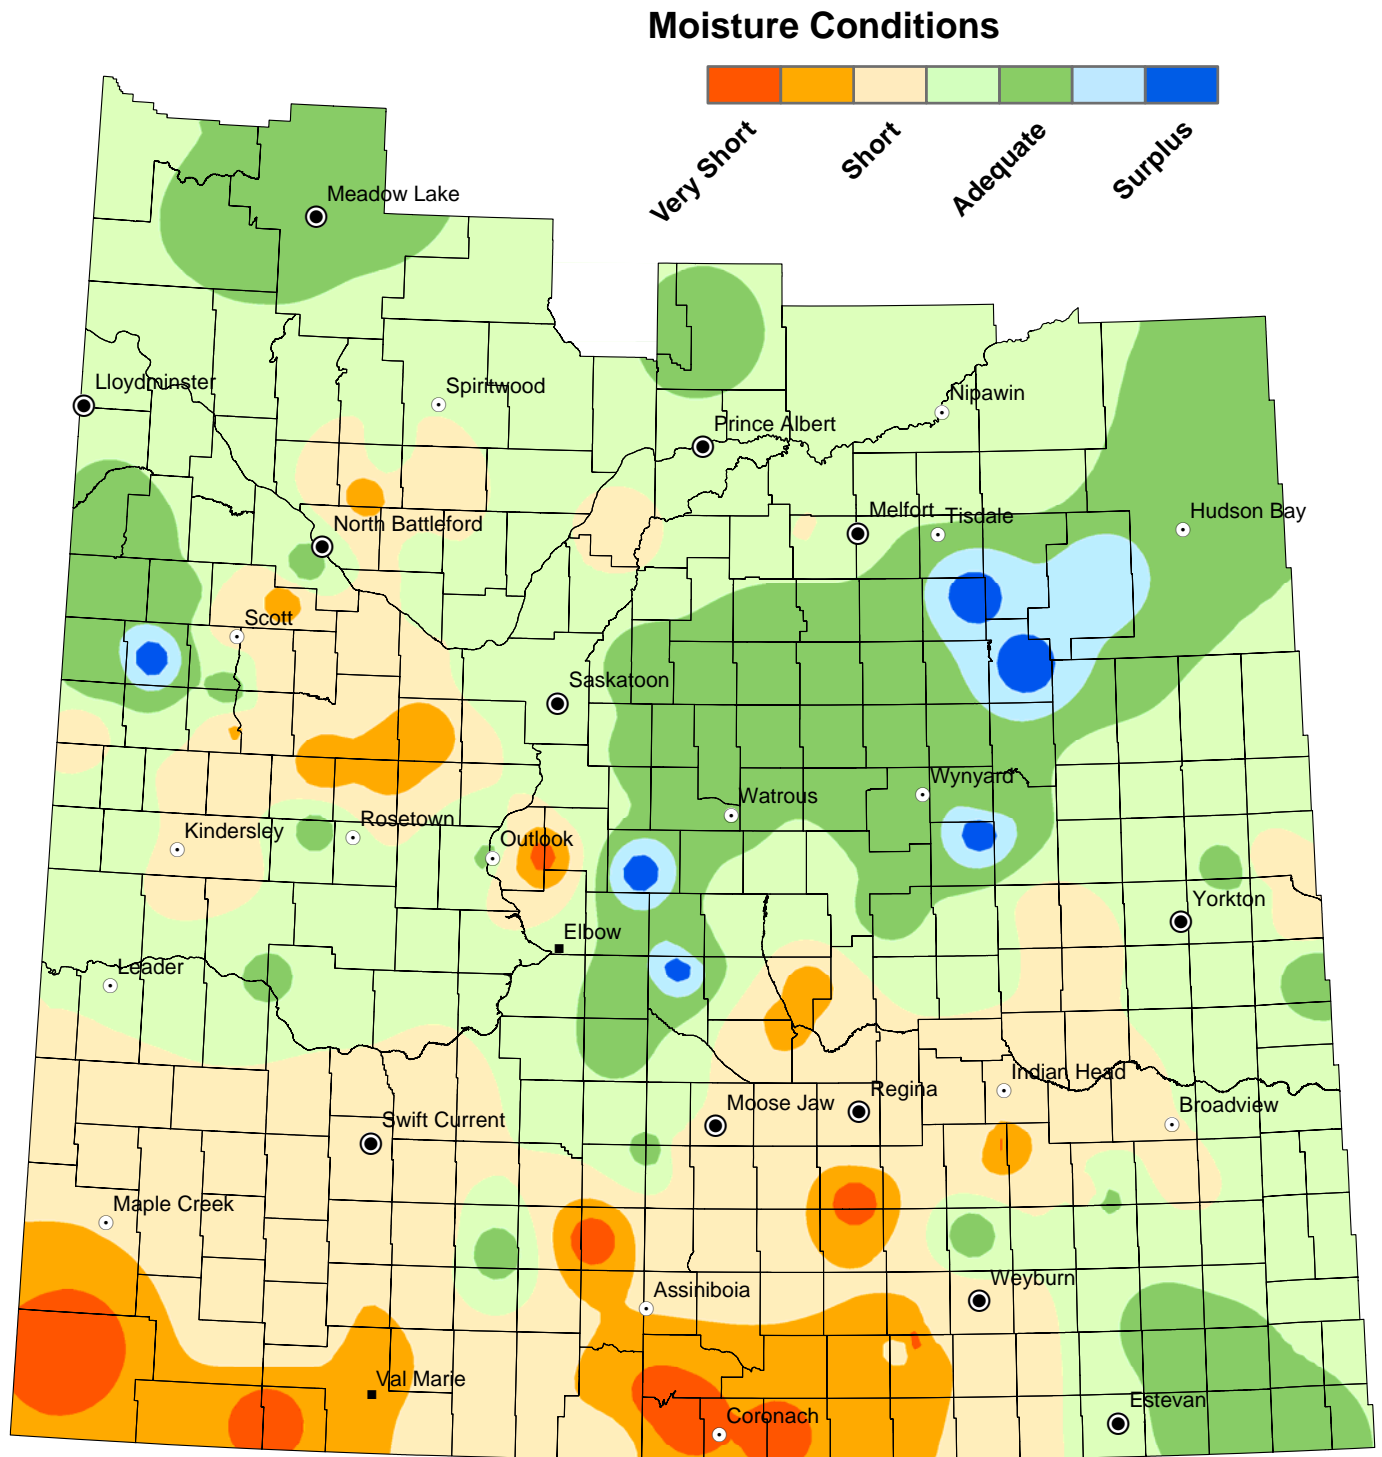 Moisture Conditions
Very Short
Short
Adequate
Surplus
Meadow Lake
Lloydminster
Spiritwood
Nipawin
Prince Albert
North Battleford
Melfort
Tisdale
Hudson Bay
Scott
Saskatoon
Watrous
Wynyard
Kindersley
Rosetown
Outlook
Yorkton
Elbow
Leader
Indian Head
Swift Current
Moose Jaw
Regina
Broadview
Maple Creek
Assiniboia
Weyburn
Val Marie
Coronach
Estevan